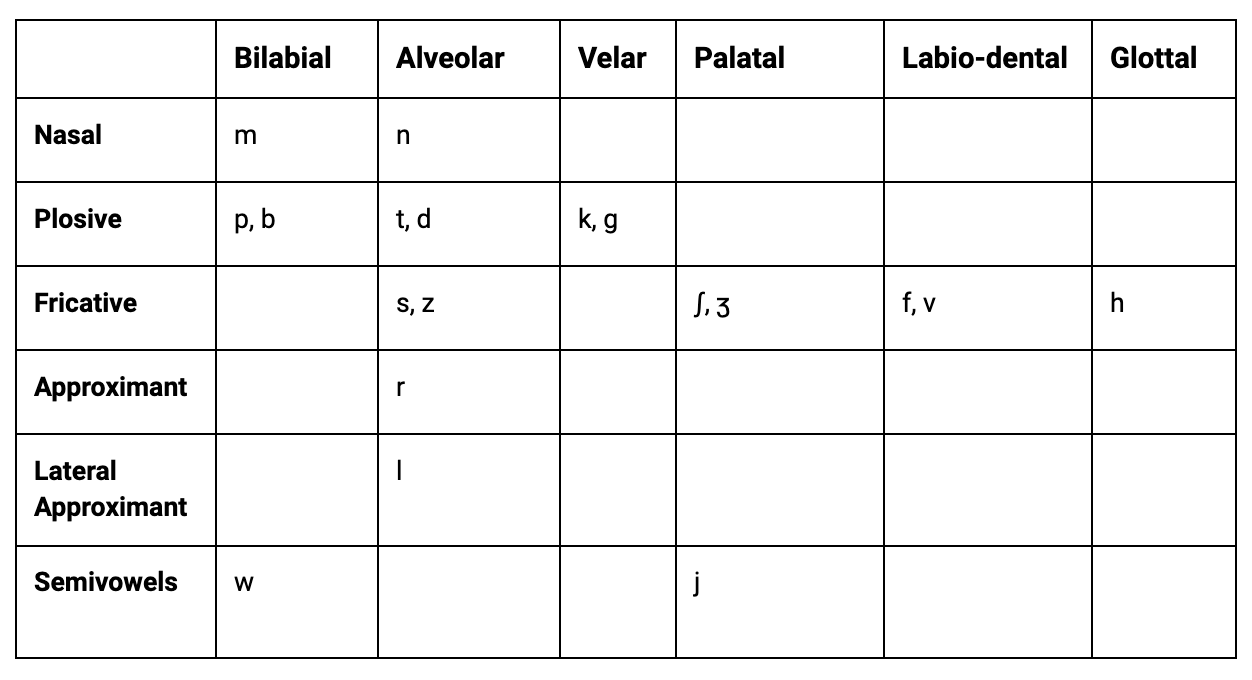 Bilabial Alveolar Velar Palatal Labio-dental Glottal
Nasal m n
Plosive p, b t, d k, g
Fricative s, z ʃ, ʒ f, v h
Approximant r
Lateral l
Approximant
Semivowels w j